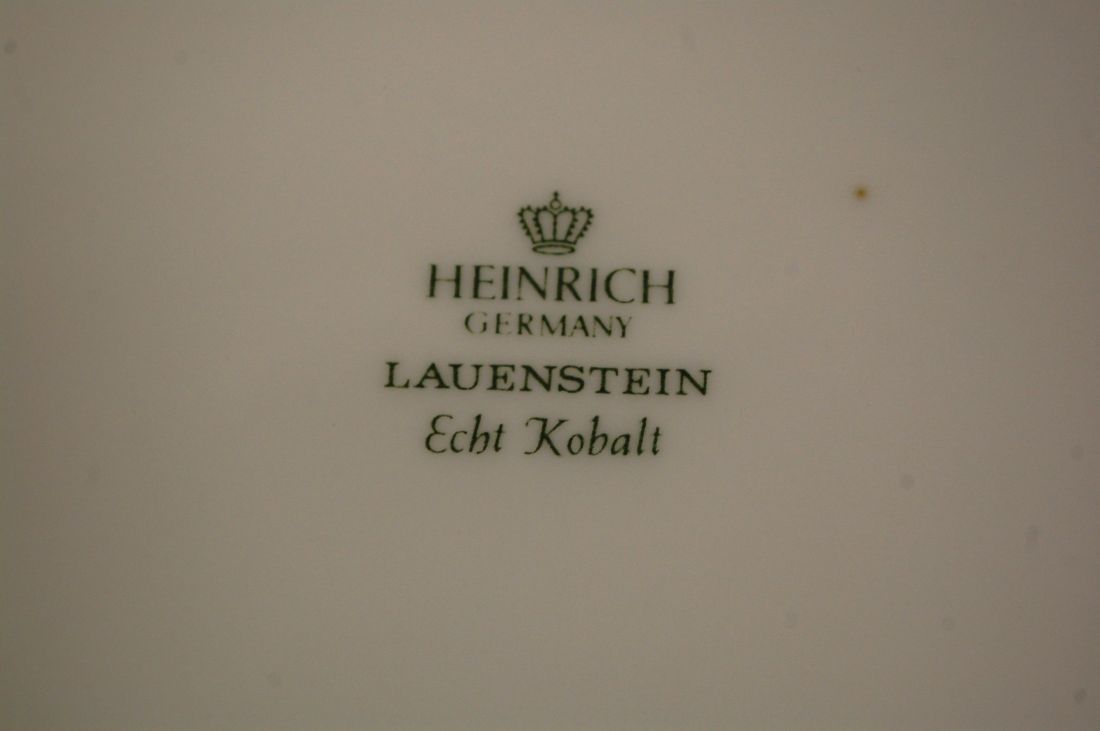 HEINRICH
GERMANY
LAUENSTEIN
Echt Kobalt